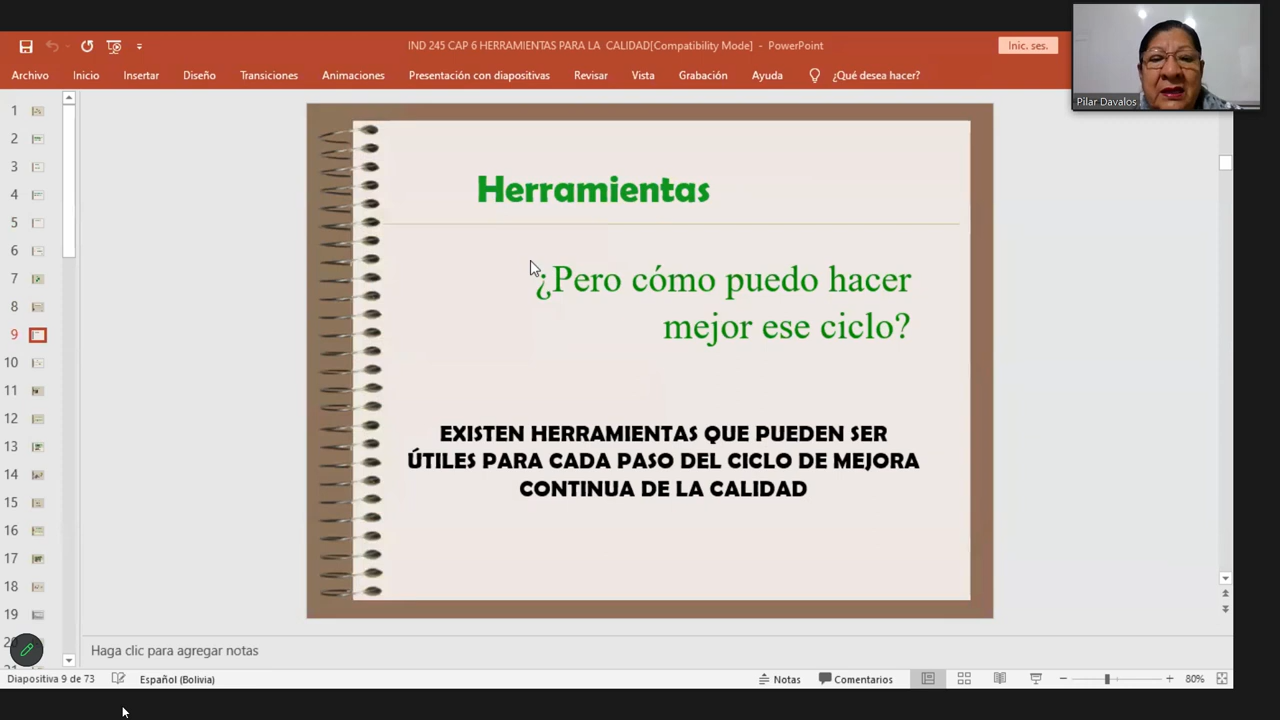 IND 245 CAP 6 HERRAMIENTAS PARA LA  CALIDAD[Compatibility Mode]  -  PowerPoint
Inic. ses.
Archivo
Inicio
Insertar
Diseño
Transiciones
Animaciones
Presentación con diapositivas
Revisar
Vista
Grabación
Ayuda
¿Qué desea hacer?
Pilar Davalos
1
2
3
4
5
6
7
8
9
10
11
12
13
14
15
16
17
18
19
Herramientas
¿Pero cómo puedo hacer
mejor ese ciclo?
EXISTEN HERRAMIENTAS QUE PUEDEN SER
ÚTILES PARA CADA PASO DEL CICLO DE MEJORA
CONTINUA DE LA CALIDAD
Haga clic para agregar notas
Diapositiva 9 de 73
Español (Bolivia)
Notas
Comentarios
80%